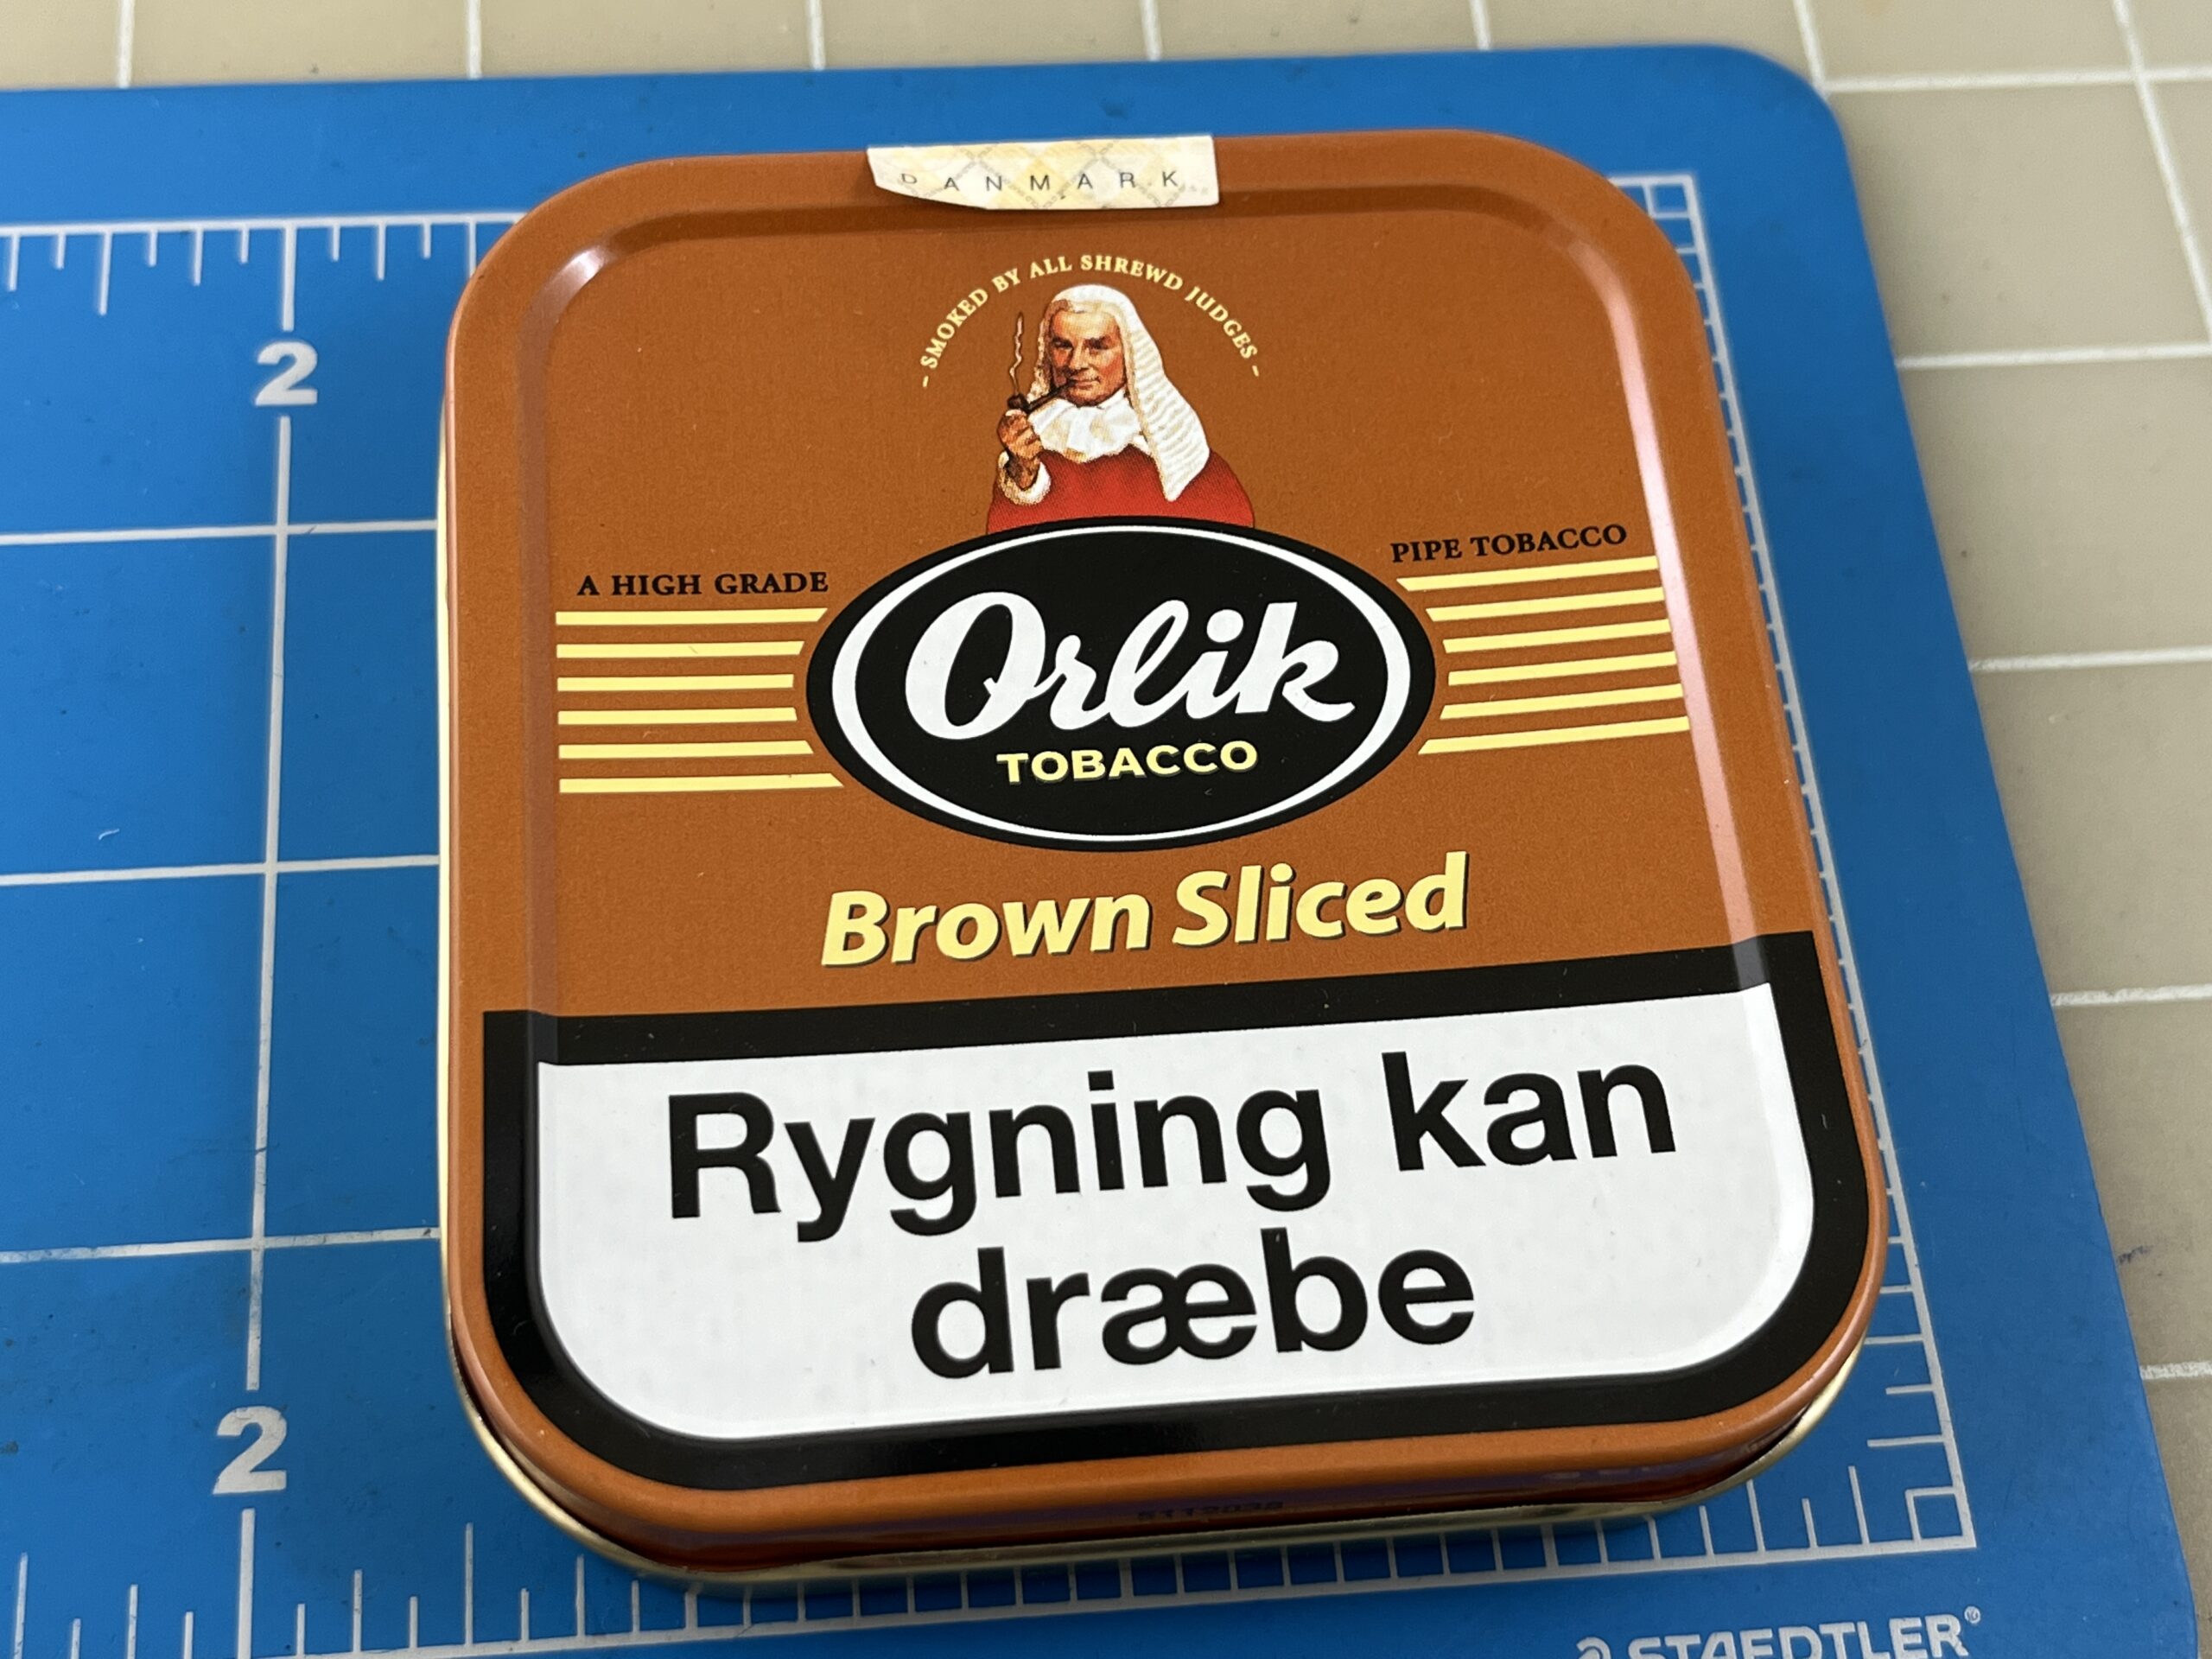 DANMARK
- SMOKED BY ALL SHREWD JUDGES -
A HIGH GRADE
PIPE TOBACCO
Orlik
TOBACCO
Brown Sliced
Rygning kan
dræbe
2
2
STAEDTLER®